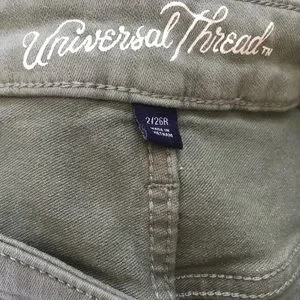 Universal Thread™
2/26R
MADE IN
VIETNAM